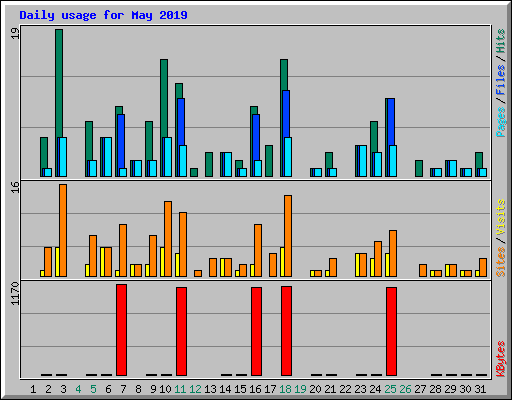 Daily usage for May 2019
19
16
1170
Pages / Files / Hits
Sites / Visits
KBytes
1 2 3 4 5 6 7 8 9 10 11 12 13 14 15 16 17 18 19 20 21 22 23 24 25 26 27 28 29 30 31